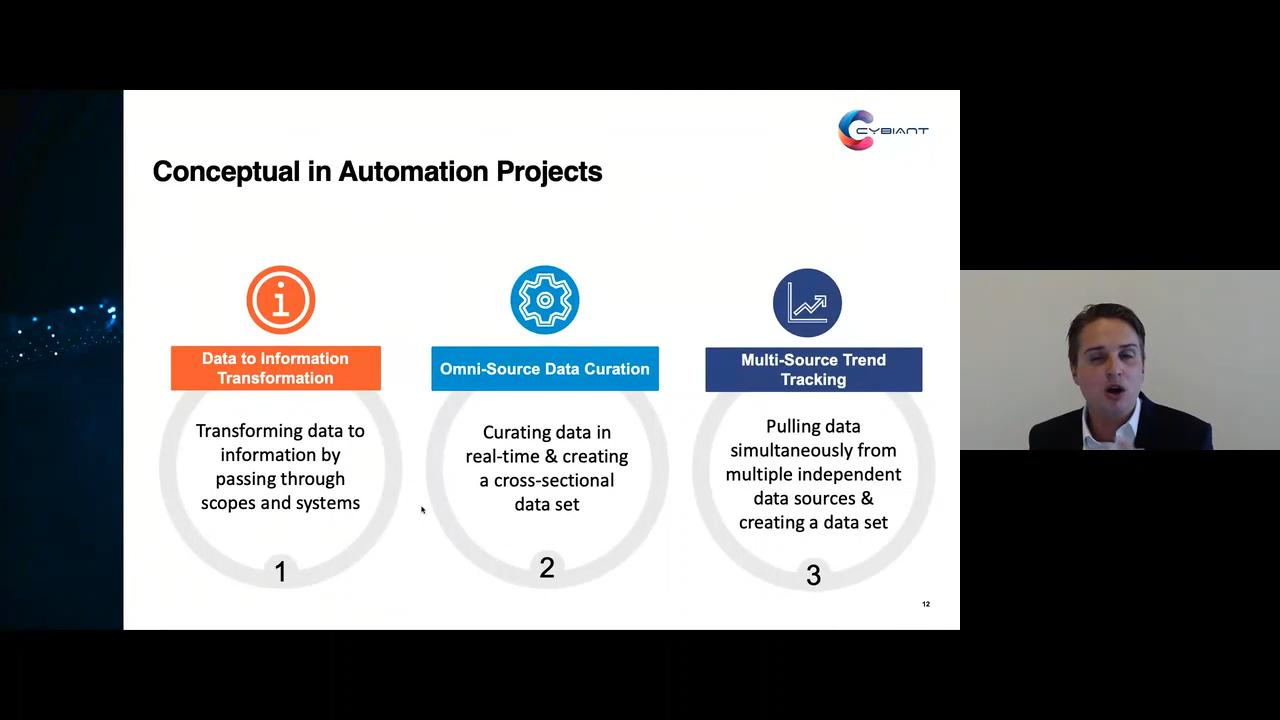 CYBIANT
Conceptual in Automation Projects
Data to Information
Transformation
Transforming data to
information by
passing through
scopes and systems
1
Omni-Source Data Curation
Curating data in
real-time & creating
a cross-sectional
data set
2
Multi-Source Trend
Tracking
Pulling data
simultaneously from
multiple independent
data sources &
creating a data set
3
12